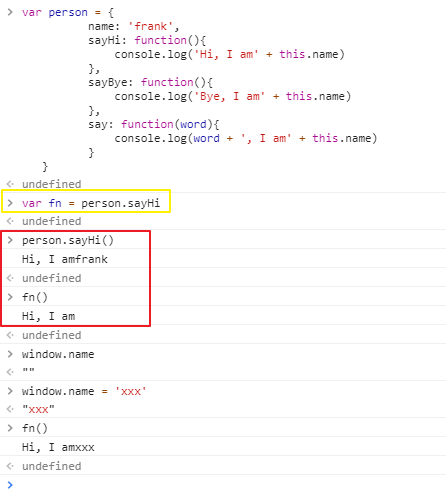 > var person = {
name: 'frank',
sayHi: function(){
console.log('Hi, I am' + this.name)
},
sayBye: function(){
console.log('Bye, I am' + this.name)
},
say: function(word){
console.log(word + ', I am' + this.name)
}
}
undefined
> var fn = person.sayHi
undefined
> person.sayHi()
Hi, I amfrank
undefined
> fn()
Hi, I am
undefined
> window.name
""
> window.name = 'xxx'
"xxx"
> fn()
Hi, I amxxx
undefined
>